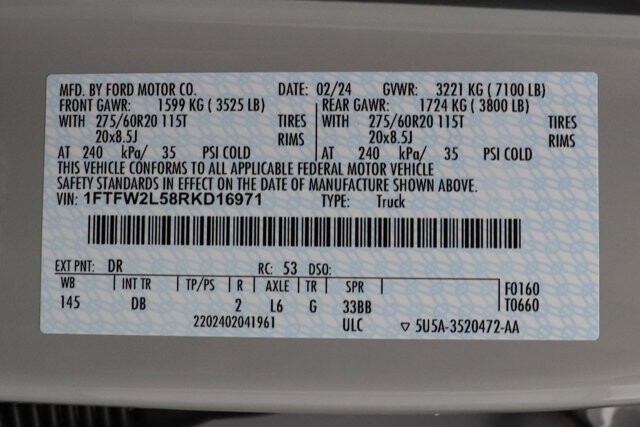 MFD. BY FORD MOTOR CO. DATE: 02/24 GVWR: 3221 KG (7100 LB)
FRONT GAWR: 1599 KG (3525 LB) REAR GAWR: 1724 KG (3800 LB)
WITH 275/60R20 115T TIRES WITH 275/60R20 115T TIRES
20x8.5J RIMS 20x8.5J RIMS
AT 240 kPa/ 35 PSI COLD AT 240 kPa/ 35 PSI COLD
THIS VEHICLE CONFORMS TO ALL APPLICABLE FEDERAL MOTOR VEHICLE
SAFETY STANDARDS IN EFFECT ON THE DATE OF MANUFACTURE SHOWN ABOVE.
VIN: 1FTFW2L58RKD16971 TYPE: Truck
EXT PNT: DR RC: 53 DSO:
WB INT TR TP/PS R AXLE TR SPR F0160
145 DB 2 L6 G 33BB T0660
2202402041961 ULC ▽ 5U5A-3520472-AA